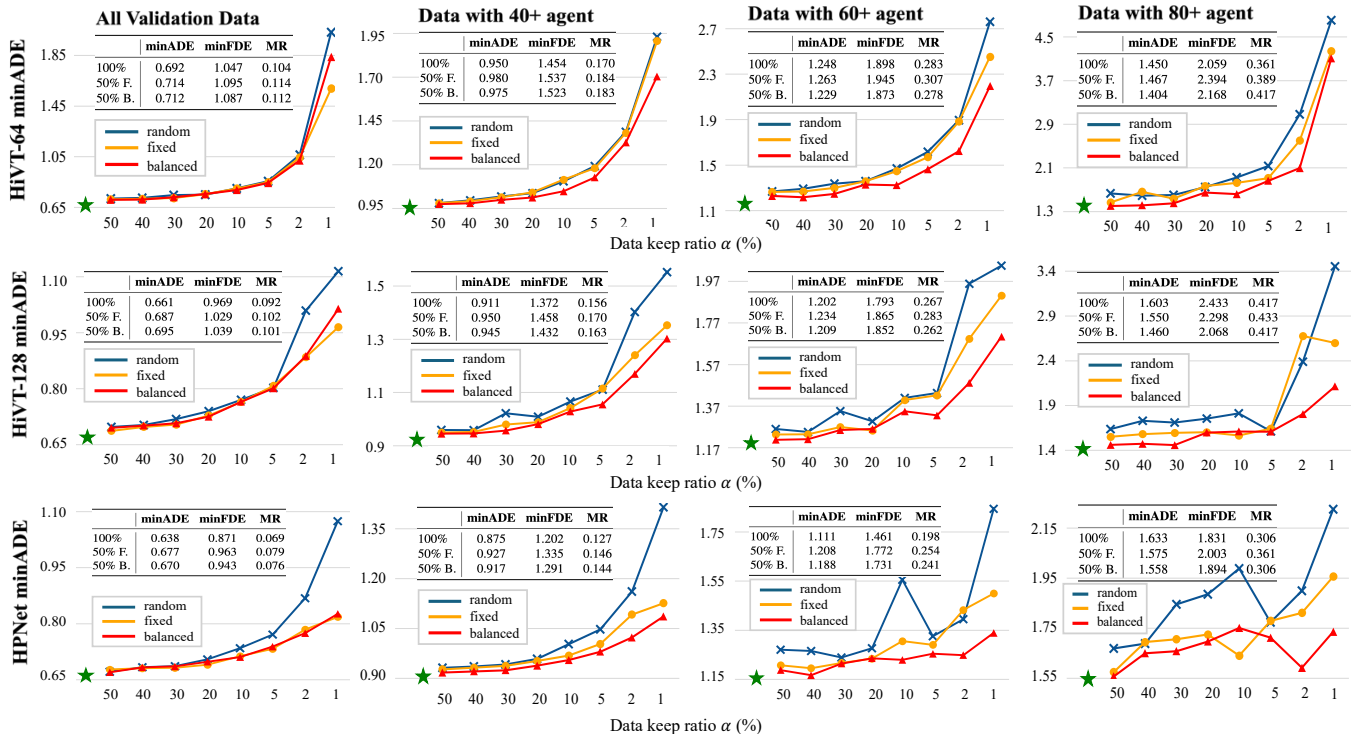 All Validation Data
Data with 40+ agent
Data with 60+ agent
Data with 80+ agent
HiVT-64 minADE
1.85
1.45
1.05
0.65
minADE minFDE MR
100% 0.692 1.047 0.104
50% F. 0.714 1.095 0.114
50% B. 0.712 1.087 0.112
random
fixed
balanced
50 40 30 20 10 5 2 1
1.95
1.70
1.45
1.20
0.95
minADE minFDE MR
100% 0.950 1.454 0.170
50% F. 0.980 1.537 0.184
50% B. 0.975 1.523 0.183
random
fixed
balanced
50 40 30 20 10 5 2 1
2.7
2.3
1.9
1.5
1.1
minADE minFDE MR
100% 1.248 1.898 0.283
50% F. 1.263 1.945 0.307
50% B. 1.229 1.873 0.278
random
fixed
balanced
50 40 30 20 10 5 2 1
4.5
3.7
2.9
2.1
1.3
minADE minFDE MR
100% 1.450 2.059 0.361
50% F. 1.467 2.394 0.389
50% B. 1.404 2.168 0.417
random
fixed
balanced
50 40 30 20 10 5 2 1
Data keep ratio α (%)
HiVT-128 minADE
1.10
0.95
0.80
0.65
minADE minFDE MR
100% 0.661 0.969 0.092
50% F. 0.687 1.029 0.102
50% B. 0.695 1.039 0.101
random
fixed
balanced
50 40 30 20 10 5 2 1
1.5
1.3
1.1
0.9
minADE minFDE MR
100% 0.911 1.372 0.156
50% F. 0.950 1.458 0.170
50% B. 0.945 1.432 0.163
random
fixed
balanced
50 40 30 20 10 5 2 1
1.97
1.77
1.57
1.37
1.17
minADE minFDE MR
100% 1.202 1.793 0.267
50% F. 1.234 1.865 0.283
50% B. 1.209 1.852 0.262
random
fixed
balanced
50 40 30 20 10 5 2 1
3.4
2.9
2.4
1.9
1.4
minADE minFDE MR
100% 1.603 2.433 0.417
50% F. 1.550 2.298 0.433
50% B. 1.460 2.068 0.417
random
fixed
balanced
50 40 30 20 10 5 2 1
Data keep ratio α (%)
HPNet minADE
1.10
0.95
0.80
0.65
minADE minFDE MR
100% 0.638 0.871 0.069
50% F. 0.677 0.963 0.079
50% B. 0.670 0.943 0.076
random
fixed
balanced
50 40 30 20 10 5 2 1
1.35
1.20
1.05
0.90
minADE minFDE MR
100% 0.875 1.202 0.127
50% F. 0.927 1.335 0.146
50% B. 0.917 1.291 0.144
random
fixed
balanced
50 40 30 20 10 5 2 1
1.75
1.55
1.35
1.15
minADE minFDE MR
100% 1.111 1.461 0.198
50% F. 1.208 1.772 0.254
50% B. 1.188 1.731 0.241
random
fixed
balanced
50 40 30 20 10 5 2 1
2.15
1.95
1.75
1.55
minADE minFDE MR
100% 1.633 1.831 0.306
50% F. 1.575 2.003 0.361
50% B. 1.558 1.894 0.306
random
fixed
balanced
50 40 30 20 10 5 2 1
Data keep ratio α (%)